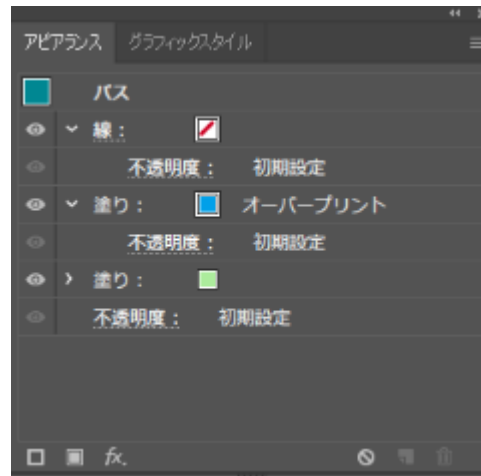 アピアランス グラフィックスタイル
パス
線：
不透明度： 初期設定
塗り： オーバープリント
不透明度： 初期設定
塗り：
不透明度： 初期設定
fx.